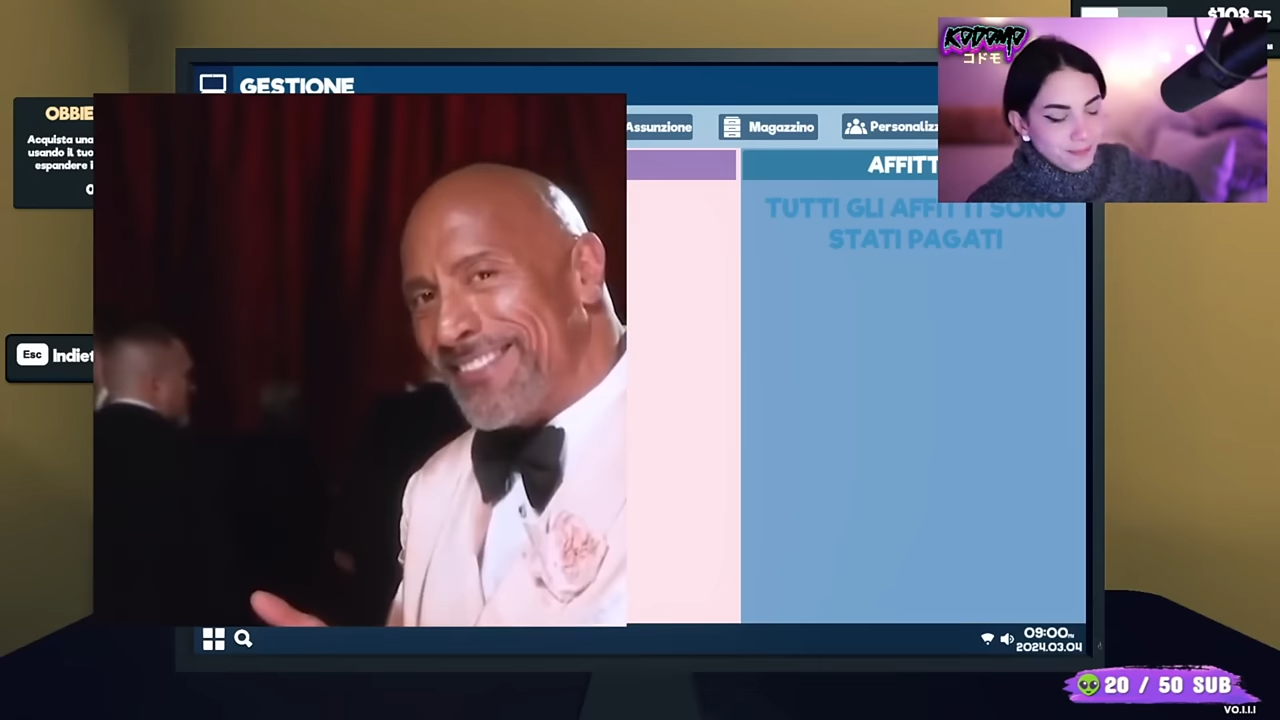 $108.55
KODOMO
コドモ
GESTIONE
OBBIE
Assunzione
Magazzino
Personalizz
Acquista una
usando il tuo
espandere i
0
AFFITT
TUTTI GLI AFFITTI SONO
STATI PAGATI
Esc Indiet
09:00
2024.03.04
20 / 50 SUB
V0.1.1.1